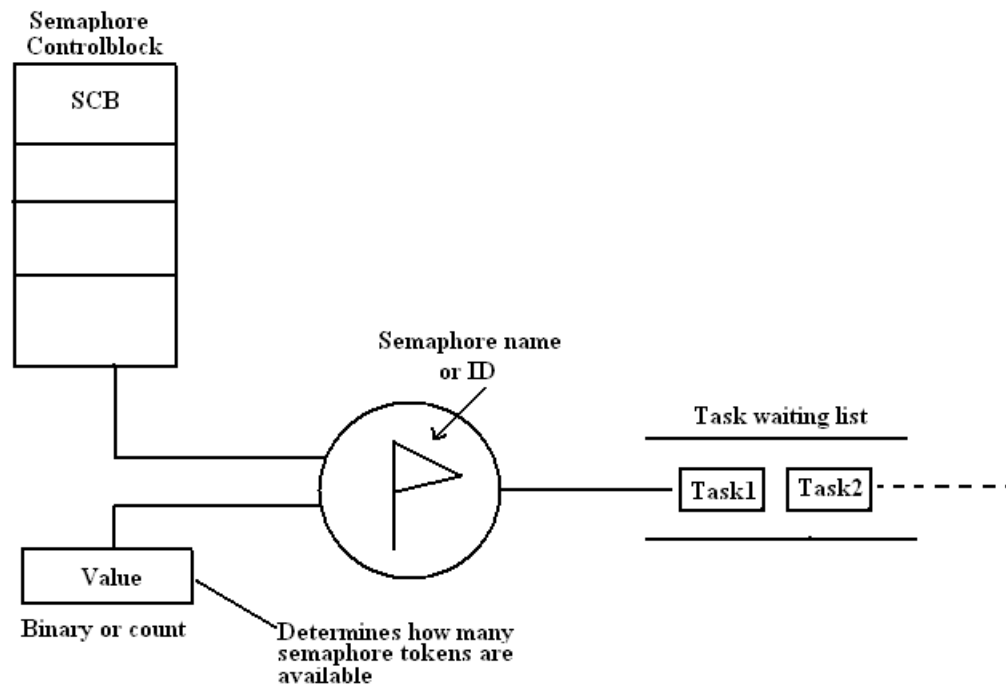 Semaphore
Controlblock
SCB
Semaphore name
or ID
Task waiting list
Task1
Task2
Value
Binary or count
Determines how many
semaphore tokens are
available